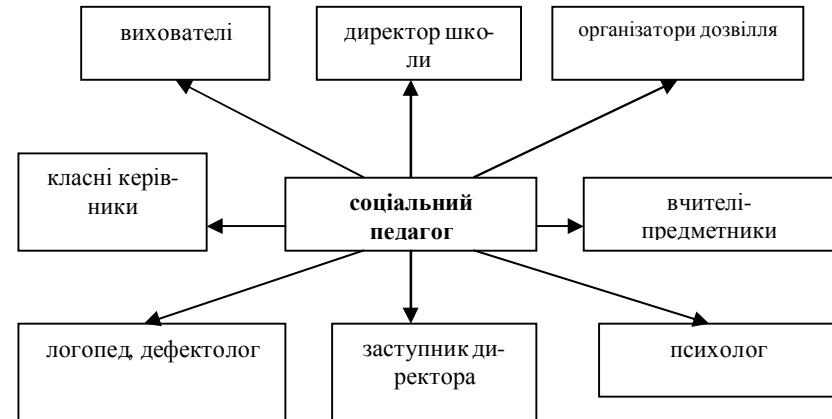 вихователі
директор шко-
ли
організатори дозвілля
класні керів-
ники
соціальний
педагог
вчителі-
предметники
логопед, дефектолог
заступник ди-
ректора
психолог